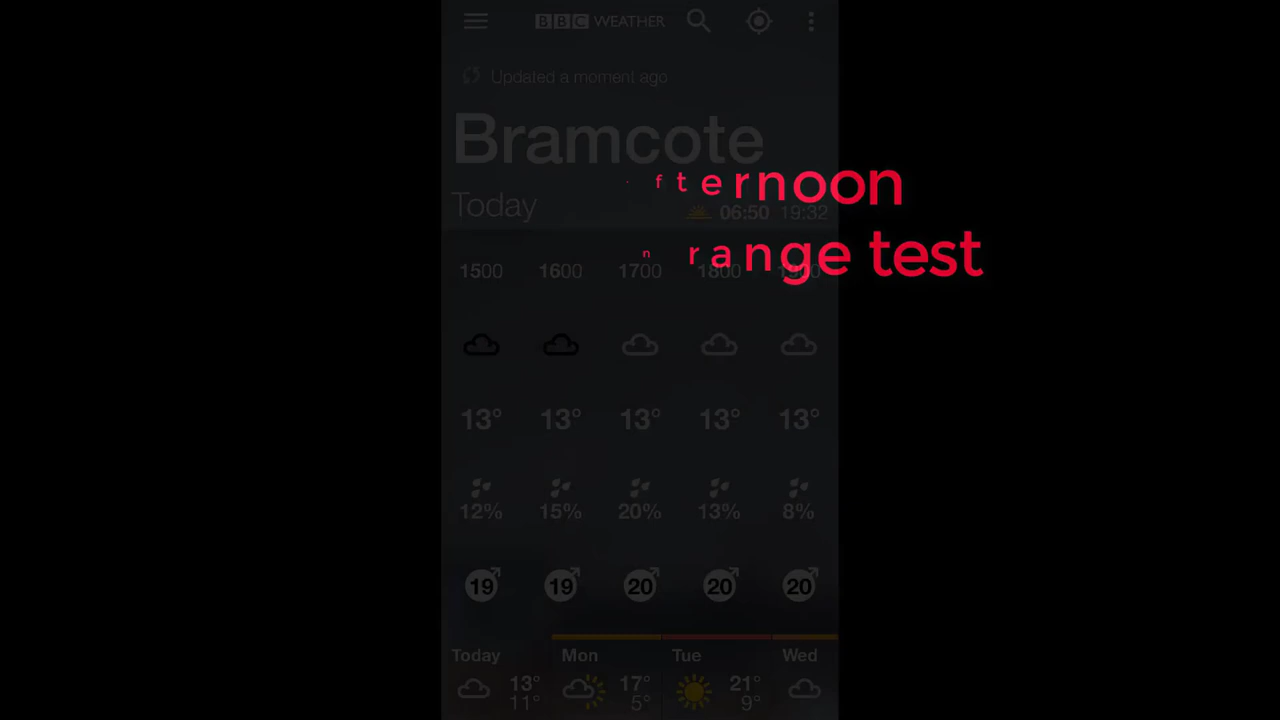 BBC WEATHER
Updated a moment ago
Bramcote
fternoon
Today
06:50 19:32
n range test
1500 1600 1700 1800 1900
13° 13° 13° 13° 13°
12% 15% 20% 13% 8%
19 19 20 20 20
Today Mon Tue Wed
13° 17° 21°
11° 5° 9°